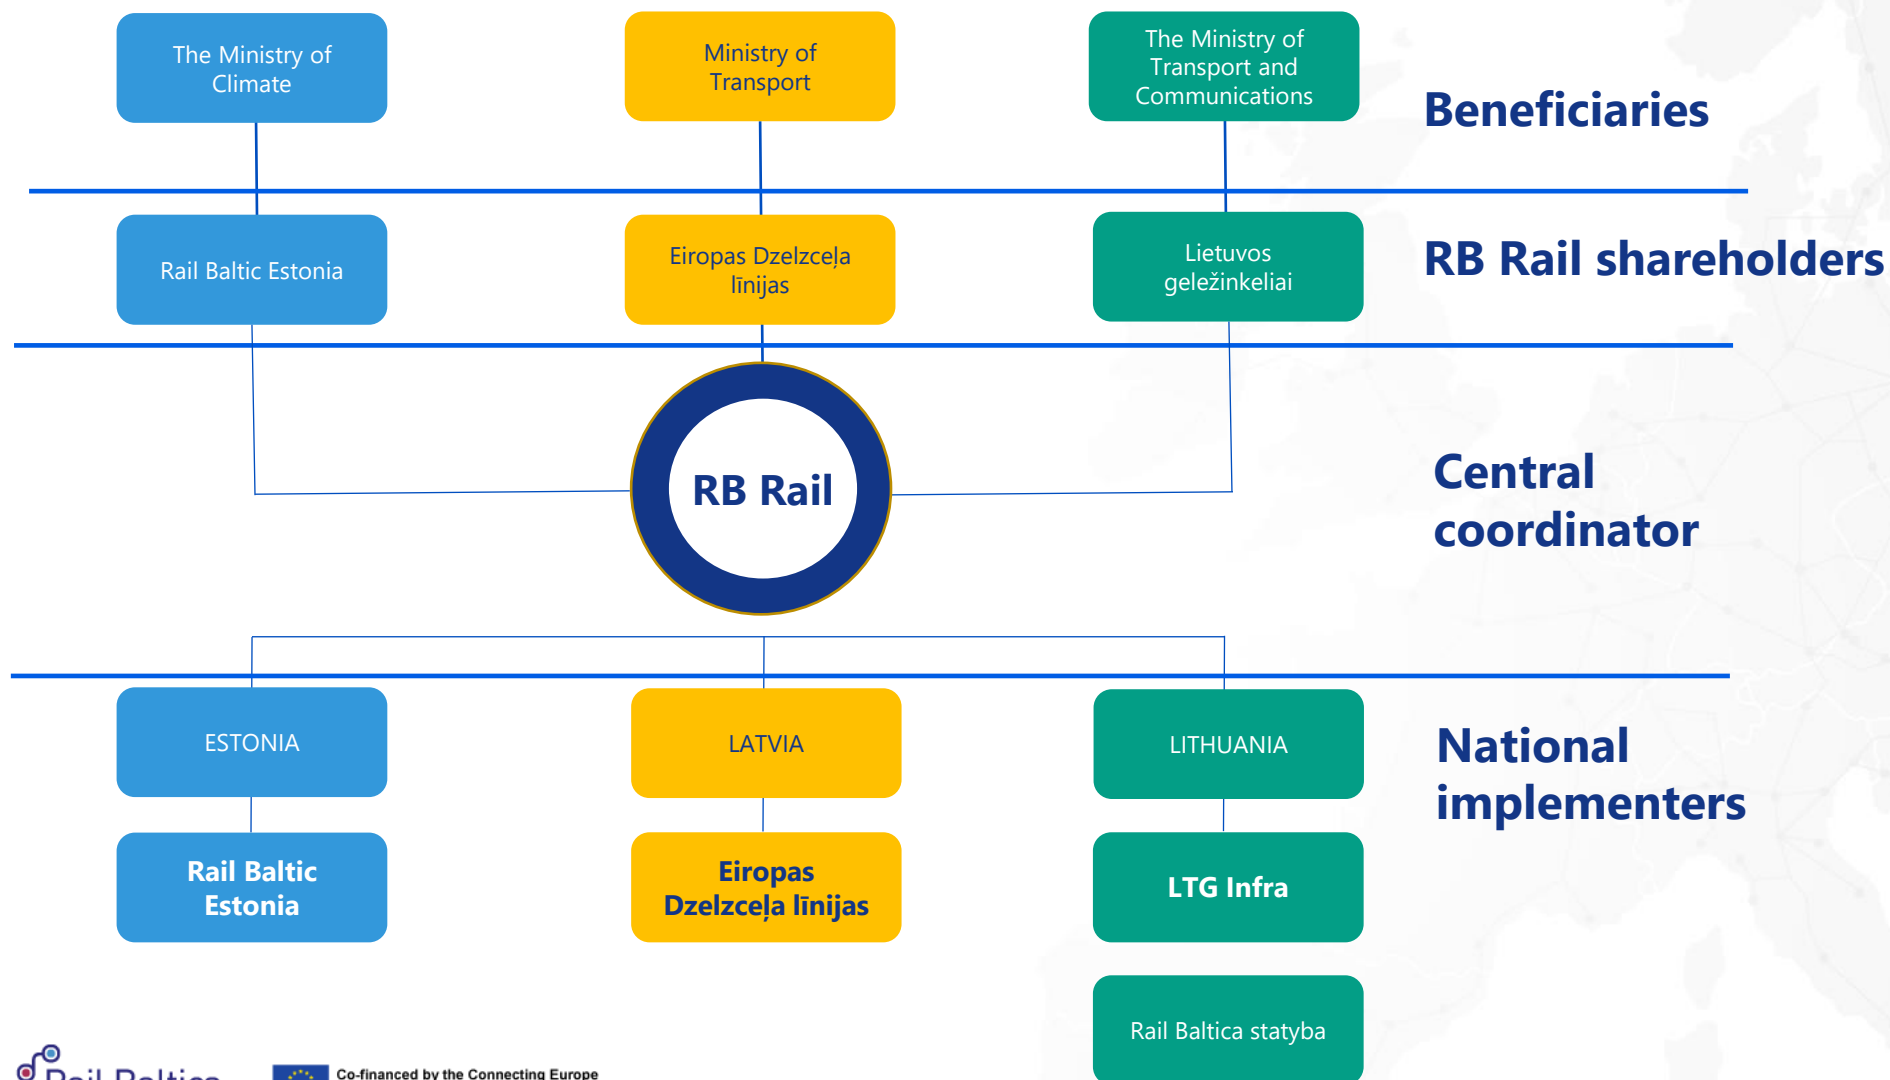 The Ministry of
Climate
Ministry of
Transport
The Ministry of
Transport and
Communications
Beneficiaries
Rail Baltic Estonia
Eiropas Dzelzceļa
līnijas
Lietuvos
geležinkeliai
RB Rail shareholders
RB Rail
Central
coordinator
ESTONIA
LATVIA
LITHUANIA
National
implementers
Rail Baltic
Estonia
Eiropas
Dzelzceļa līnijas
LTG Infra
Rail Baltica statyba
Rail Baltica
Co-financed by the Connecting Europe